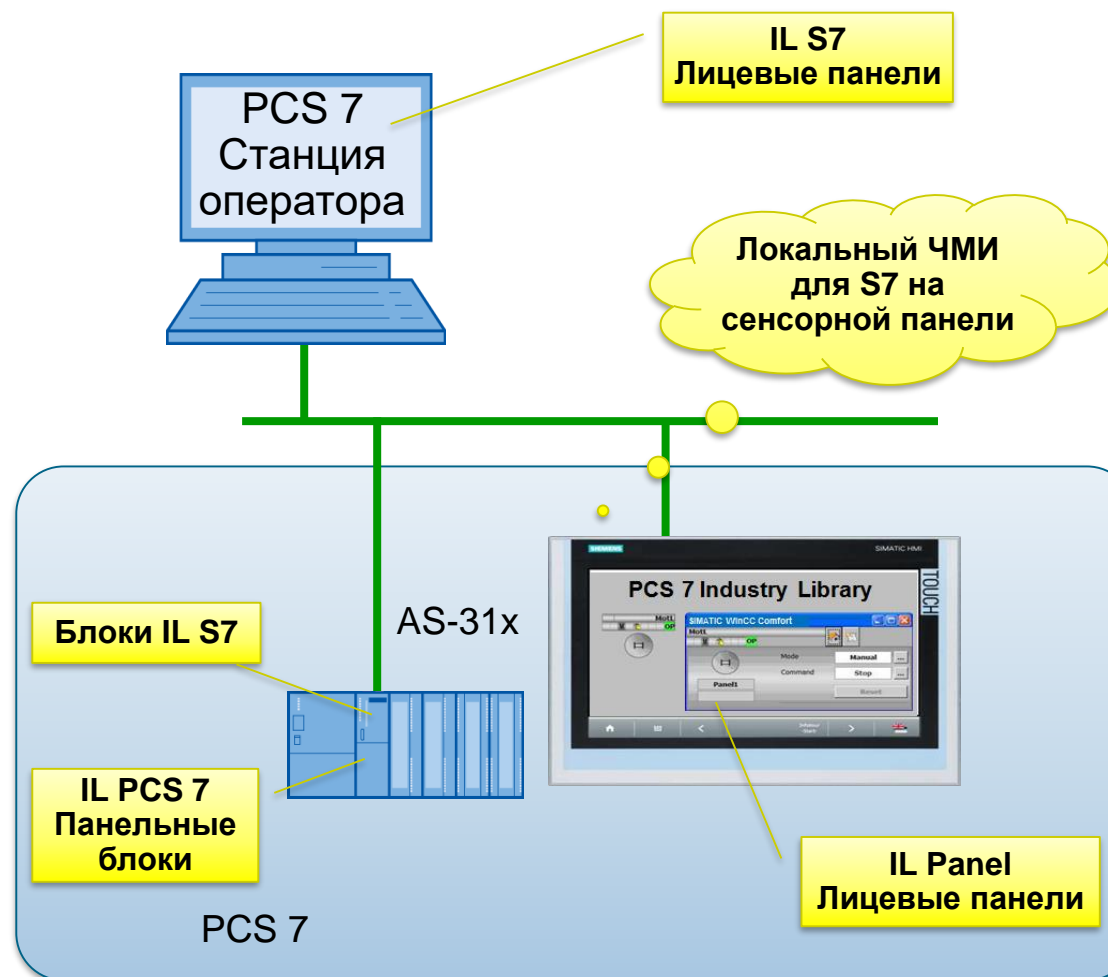 IL S7
Лицевые панели
PCS 7
Станция
оператора
Локальный ЧМИ
для S7 на
сенсорной панели
SIEMENS
SIMATIC HMI
TOUCH
PCS 7 Industry Library
Mot1
OP
SIMATIC WinCC Comfort
Mot1
OP
Mode
Manual
...
Command
Stop
...
Panel1
Reset
Блоки IL S7
AS-31x
IL PCS 7
Панельные
блоки
IL Panel
Лицевые панели
PCS 7